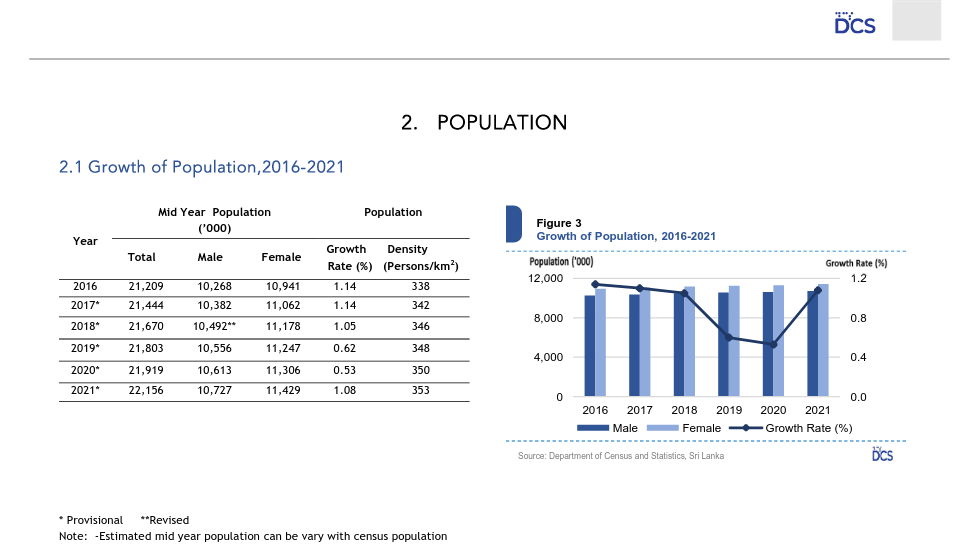 DCS
2. POPULATION
2.1 Growth of Population,2016-2021
Mid Year Population
(’000)
Population
Year
Total Male Female Growth
Rate (%) Density
(Persons/km²)
2016 21,209 10,268 10,941 1.14 338
2017* 21,444 10,382 11,062 1.14 342
2018* 21,670 10,492** 11,178 1.05 346
2019* 21,803 10,556 11,247 0.62 348
2020* 21,919 10,613 11,306 0.53 350
2021* 22,156 10,727 11,429 1.08 353
Figure 3
Growth of Population, 2016-2021
Population ('000) Growth Rate (%)
12,000 1.2
8,000 0.8
4,000 0.4
0 0.0
2016 2017 2018 2019 2020 2021
Male Female Growth Rate (%)
Source: Department of Census and Statistics, Sri Lanka
DCS
* Provisional **Revised
Note: -Estimated mid year population can be vary with census population